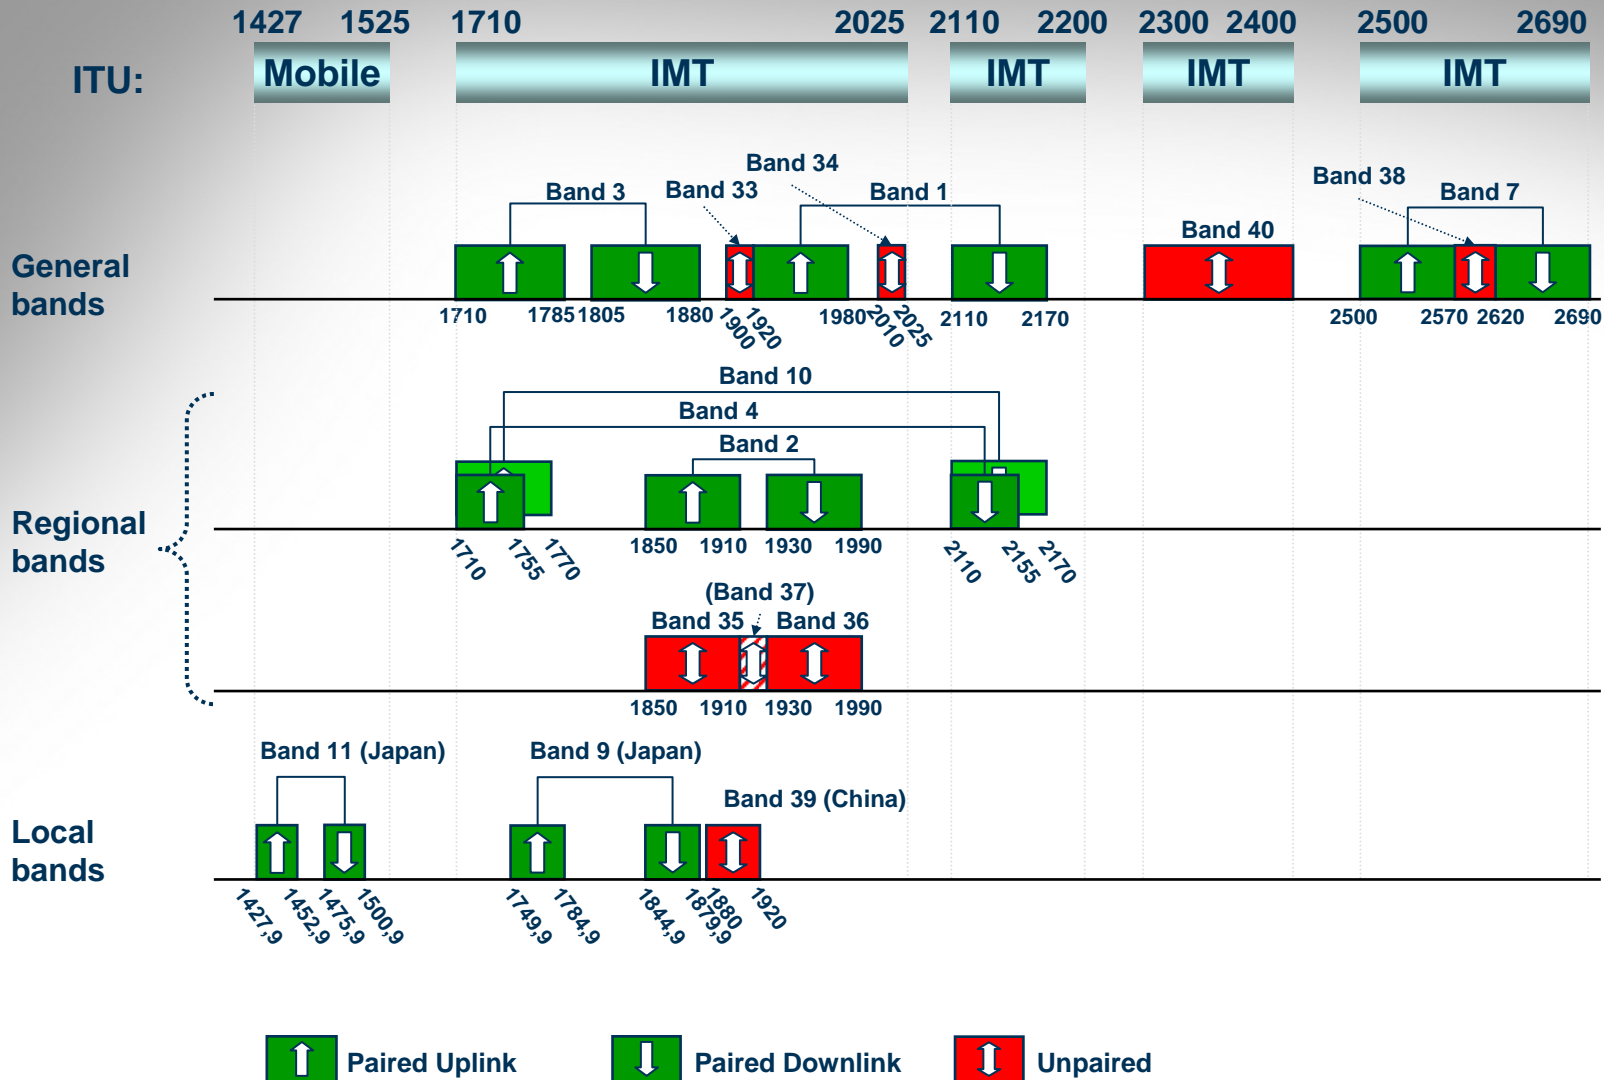 1427 1525 1710 2025 2110 2200 2300 2400 2500 2690
ITU: Mobile IMT IMT IMT IMT
Band 34
Band 3 Band 33 Band 1 Band 38 Band 7
Band 40
General
bands
1710 1785 1805 1880 1900 1920 1980 2010 2025 2110 2170 2500 2570 2620 2690
Band 10
Band 4
Band 2
Regional
bands
1710 1755 1770 1850 1910 1930 1990 2110 2155 2170
(Band 37)
Band 35 Band 36
1850 1910 1930 1990
Band 11 (Japan) Band 9 (Japan)
Band 39 (China)
Local
bands
1427,9 1452,9 1475,9 1500,9 1749,9 1784,9 1844,9 1879,9 1880 1920
Paired Uplink Paired Downlink Unpaired